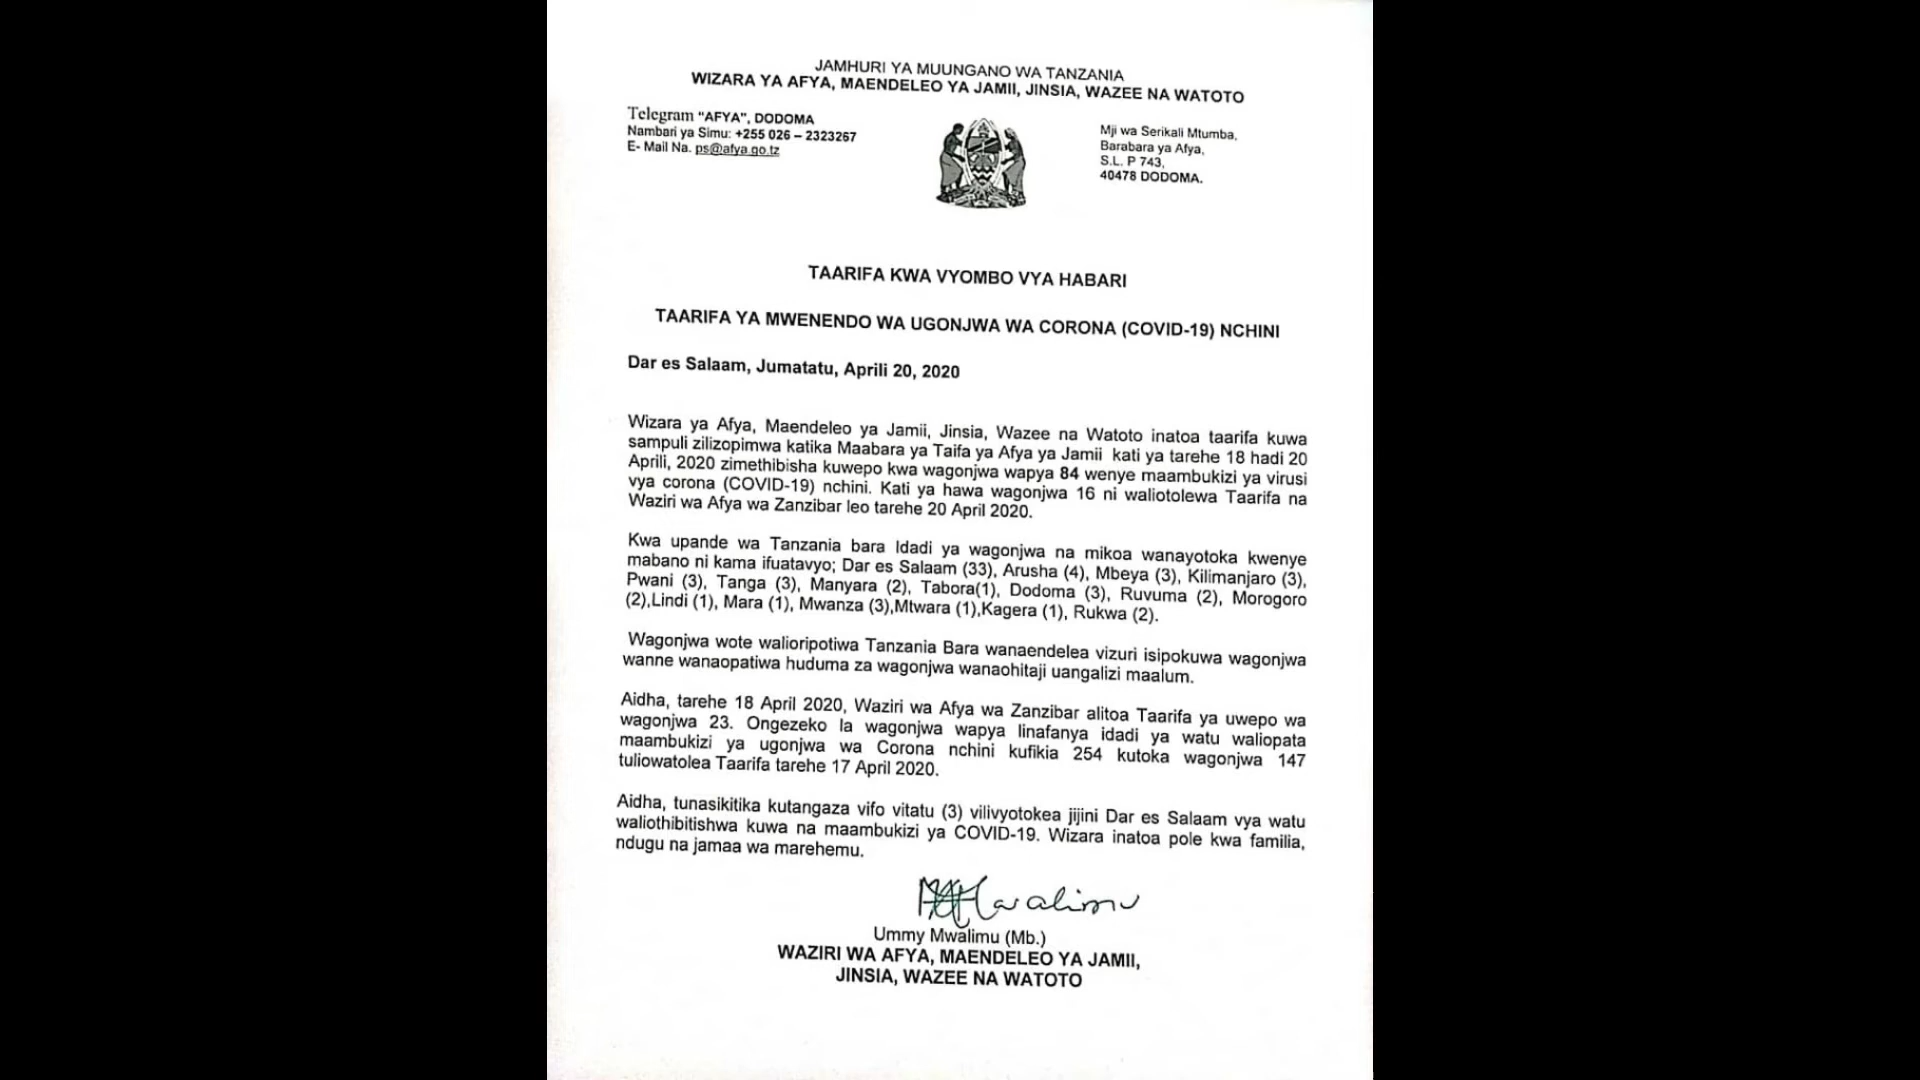 JAMHURI YA MUUNGANO WA TANZANIA
WIZARA YA AFYA, MAENDELEO YA JAMII, JINSIA, WAZEE NA WATOTO
Telegram "AFYA", DODOMA
Nambari ya Simu: +255 026 – 2323267
E- Mail Na. ps@afya.go.tz
Mji wa Serikali Mtumba,
Barabara ya Afya,
S.L. P 743,
40478 DODOMA.
TAARIFA KWA VYOMBO VYA HABARI
TAARIFA YA MWENENDO WA UGONJWA WA CORONA (COVID-19) NCHINI
Dar es Salaam, Jumatatu, Aprili 20, 2020
Wizara ya Afya, Maendeleo ya Jamii, Jinsia, Wazee na Watoto inatoa taarifa kuwa
sampuli zilizopimwa katika Maabara ya Taifa ya Afya ya Jamii kati ya tarehe 18 hadi 20
Aprili, 2020 zimethibisha kuwepo kwa wagonjwa wapya 84 wenye maambukizi ya virusi
vya corona (COVID-19) nchini. Kati ya hawa wagonjwa 16 ni waliotolewa Taarifa na
Waziri wa Afya wa Zanzibar leo tarehe 20 April 2020.
Kwa upande wa Tanzania bara Idadi ya wagonjwa na mikoa wanayotoka kwenye
mabano ni kama ifuatavyo; Dar es Salaam (33), Arusha (4), Mbeya (3), Kilimanjaro (3),
Pwani (3), Tanga (3), Manyara (2), Tabora(1), Dodoma (3), Ruvuma (2), Morogoro
(2),Lindi (1), Mara (1), Mwanza (3),Mtwara (1),Kagera (1), Rukwa (2).
Wagonjwa wote walioripotiwa Tanzania Bara wanaendelea vizuri isipokuwa wagonjwa
wanne wanaopatiwa huduma za wagonjwa wanaohitaji uangalizi maalum.
Aidha, tarehe 18 April 2020, Waziri wa Afya wa Zanzibar alitoa Taarifa ya uwepo wa
wagonjwa 23. Ongezeko la wagonjwa wapya linafanya idadi ya watu waliopata
maambukizi ya ugonjwa wa Corona nchini kufikia 254 kutoka wagonjwa 147
tuliowatolea Taarifa tarehe 17 April 2020.
Aidha, tunasikitika kutangaza vifo vitatu (3) vilivyotokea jijini Dar es Salaam vya watu
waliothibitishwa kuwa na maambukizi ya COVID-19. Wizara inatoa pole kwa familia,
ndugu na jamaa wa marehemu.
Ummy Mwalimu (Mb.)
WAZIRI WA AFYA, MAENDELEO YA JAMII,
JINSIA, WAZEE NA WATOTO